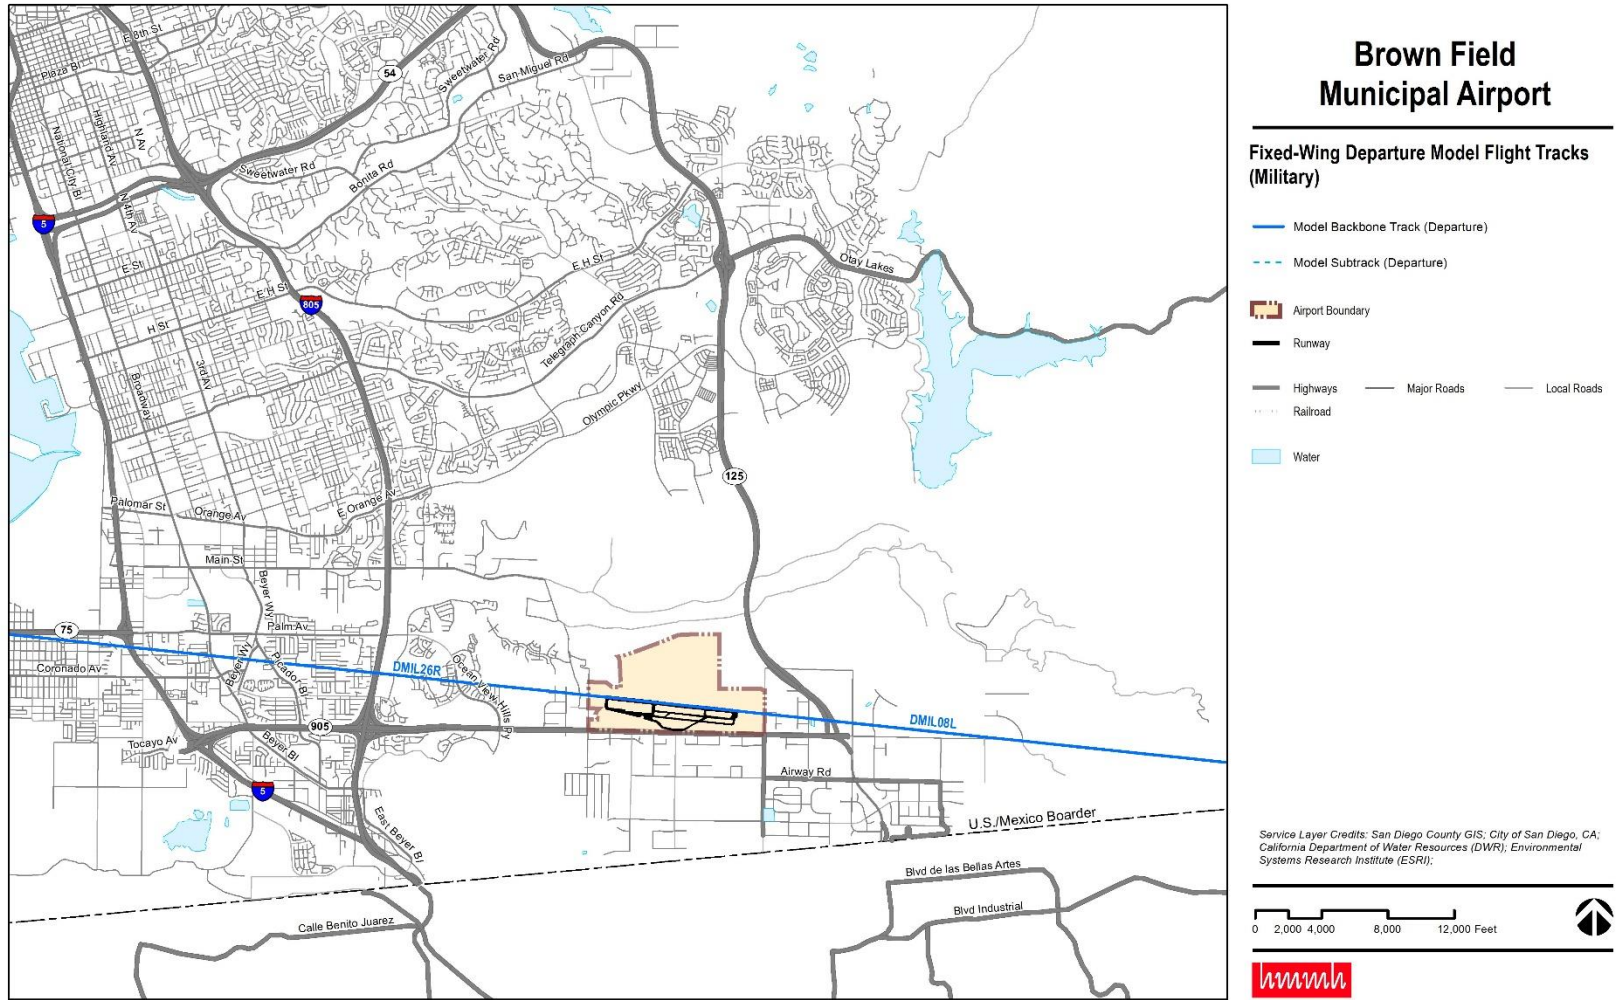 Brown Field
Municipal Airport
Fixed-Wing Departure Model Flight Tracks
(Military)
Model Backbone Track (Departure)
Model Subtrack (Departure)
Airport Boundary
Runway
Highways
Major Roads
Local Roads
Railroad
Water
Service Layer Credits: San Diego County GIS; City of San Diego, CA;
California Department of Water Resources (DWR); Environmental
Systems Research Institute (ESRI);
0 2,000 4,000 8,000 12,000 Feet
hmmh
E 8th St
Plaza Bl
National City Bl
Highland Av
N Av
N 4th Av
54
Sweetwater Rd
San Miguel Rd
Sweetwater Rd
Bonita Rd
5
E St
E H St
805
E H St
H St
3rd Av
Broadway
Telegraph Canyon Rd
Otay Lakes
Olympic Pkwy
125
Palomar St
Orange Av
E Orange Av
Main St
Beyer Wy
75
Palm Av
Coronado Av
Beyer Wy
Picador Bl
DMIL26R
Ocean View Hills Py
DMIL08L
905
Tocayo Av
Beyer Bl
5
Airway Rd
East Beyer Bl
U.S./Mexico Boarder
Blvd de las Bellas Artes
Blvd Industrial
Calle Benito Juarez